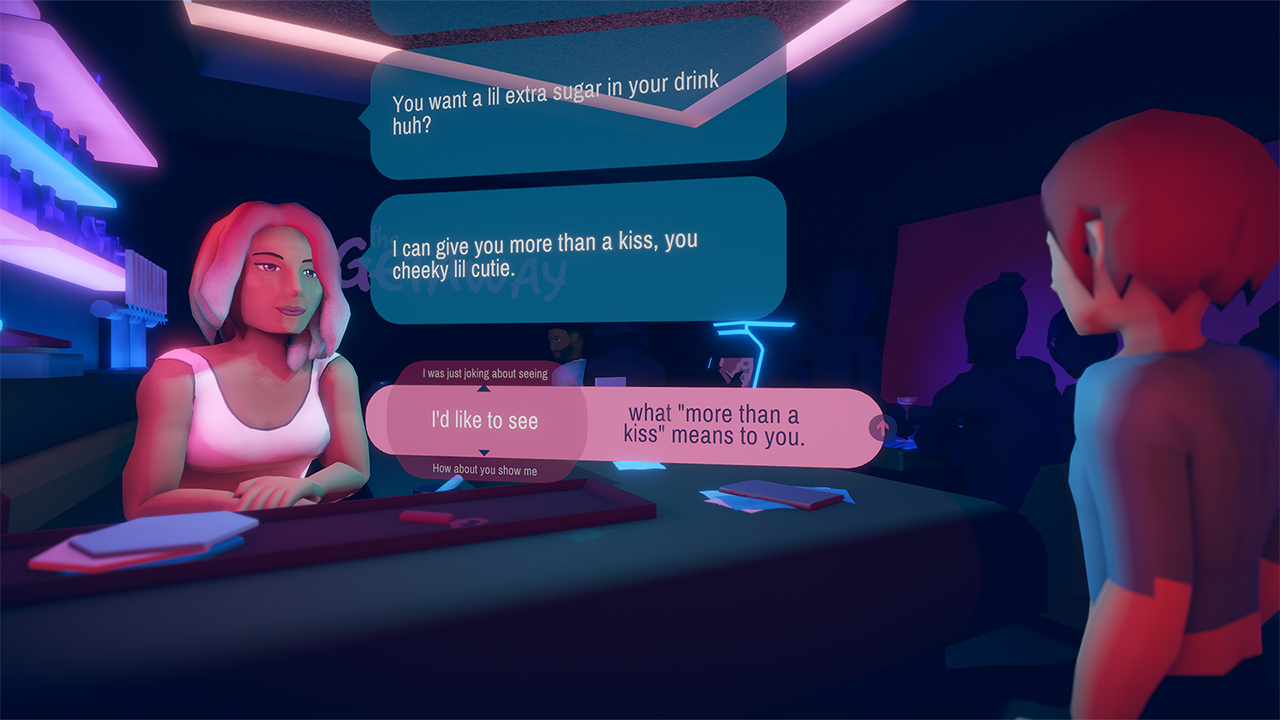 You want a lil extra sugar in your drink
huh?
I can give you more than a kiss, you
cheeky lil cutie.
the
Getaway
I was just joking about seeing
I'd like to see
what "more than a
kiss" means to you.
How about you show me